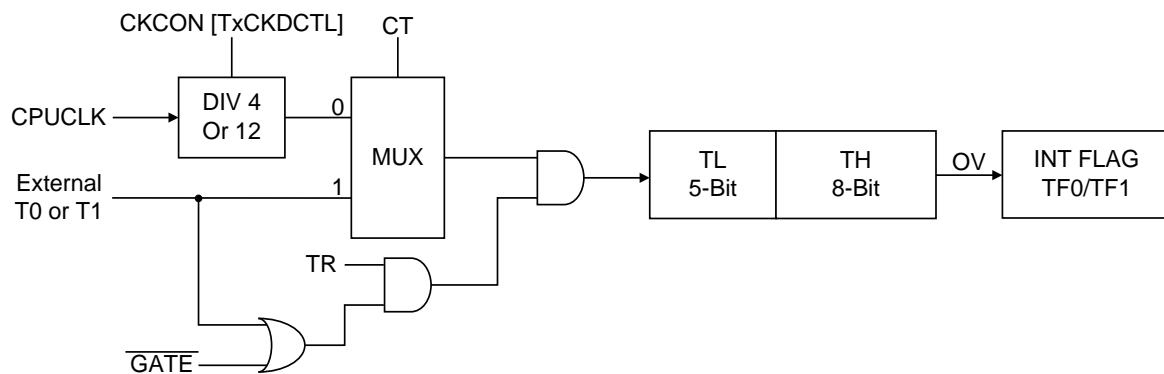 CKCON [TxCKDCTL]
CT
CPUCLK
DIV 4
Or 12
0
MUX
External
T0 or T1
1
TL
5-Bit
TH
8-Bit
OV
INT FLAG
TF0/TF1
TR
GATE